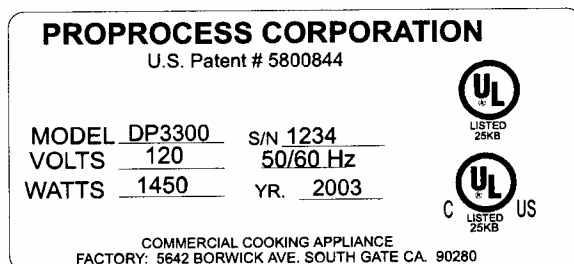 PROPROCESS CORPORATION
U.S. Patent # 5800844
UL
LISTED
25KB
MODEL DP3300 S/N 1234
VOLTS 120 50/60 Hz
WATTS 1450 YR. 2003
C UL US
LISTED
25KB
COMMERCIAL COOKING APPLIANCE
FACTORY: 5642 BORWICK AVE. SOUTH GATE CA. 90280